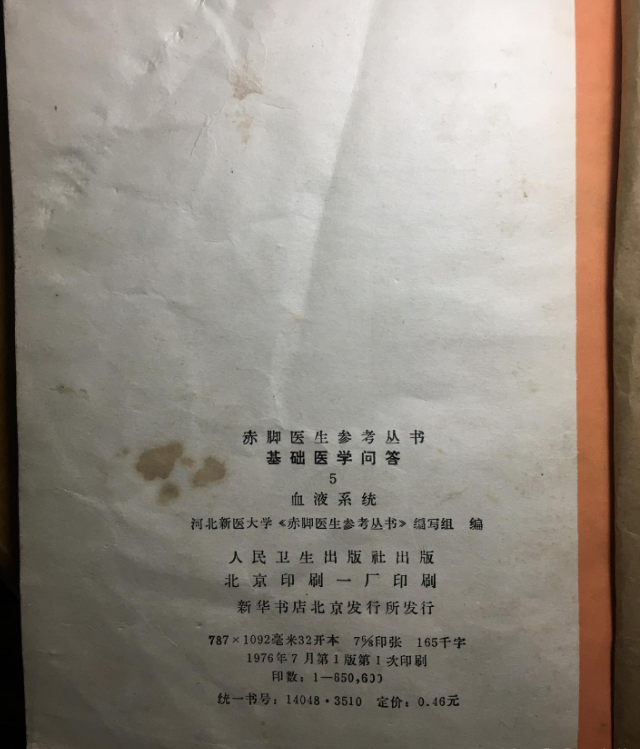 赤脚医生参考丛书
基础医学问答
5
血液系统
河北新医大学《赤脚医生参考丛书》编写组 编
人民卫生出版社出版
北京印刷一厂印刷
新华书店北京发行所发行
787×1092毫米32开本 7⅝印张 165千字
1976年7月第1版第1次印刷
印数:1—650,600
统一书号:14048·3510 定价:0.46元